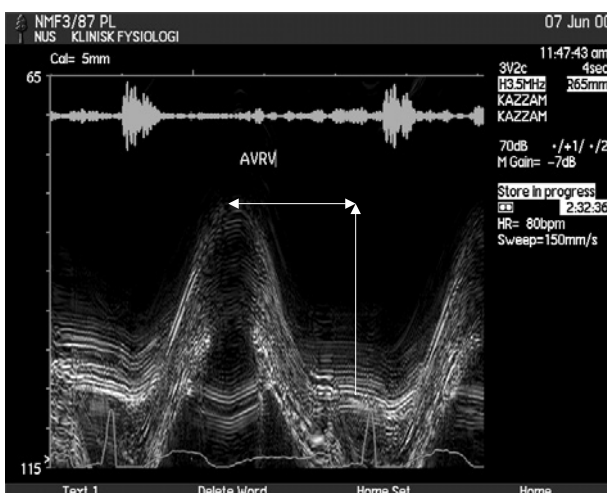 NMF3/87 PL
07 Jun 00
NUS KLINISK FYSIOLOGI
11:47:43 am
Cal= 5mm
3V2c 4sec
65
H3.5MHz R65mm
KAZZAM
KAZZAM
70dB ·/+1/ ·/2
M Gain= -7dB
AVRV
Store in progress
2:32:36
HR= 80bpm
Sweep=150mm/s
115
Text 1 Delete Word Home Set Home